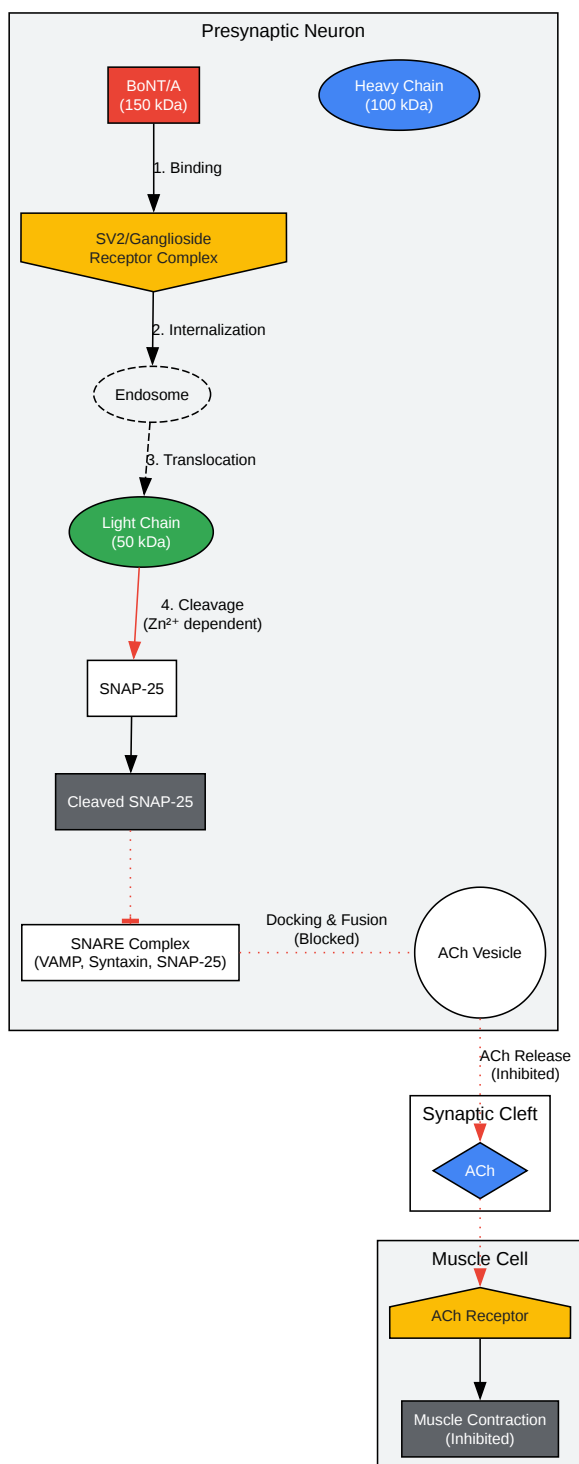 Presynaptic Neuron
BoNT/A
(150 kDa)
Heavy Chain
(100 kDa)
1. Binding
SV2/Ganglioside
Receptor Complex
2. Internalization
Endosome
3. Translocation
Light Chain
(50 kDa)
4. Cleavage
(Zn²⁺ dependent)
SNAP-25
Cleaved SNAP-25
SNARE Complex
(VAMP, Syntaxin, SNAP-25)
Docking & Fusion
(Blocked)
ACh Vesicle
ACh Release
(Inhibited)
Synaptic Cleft
ACh
Muscle Cell
ACh Receptor
Muscle Contraction
(Inhibited)